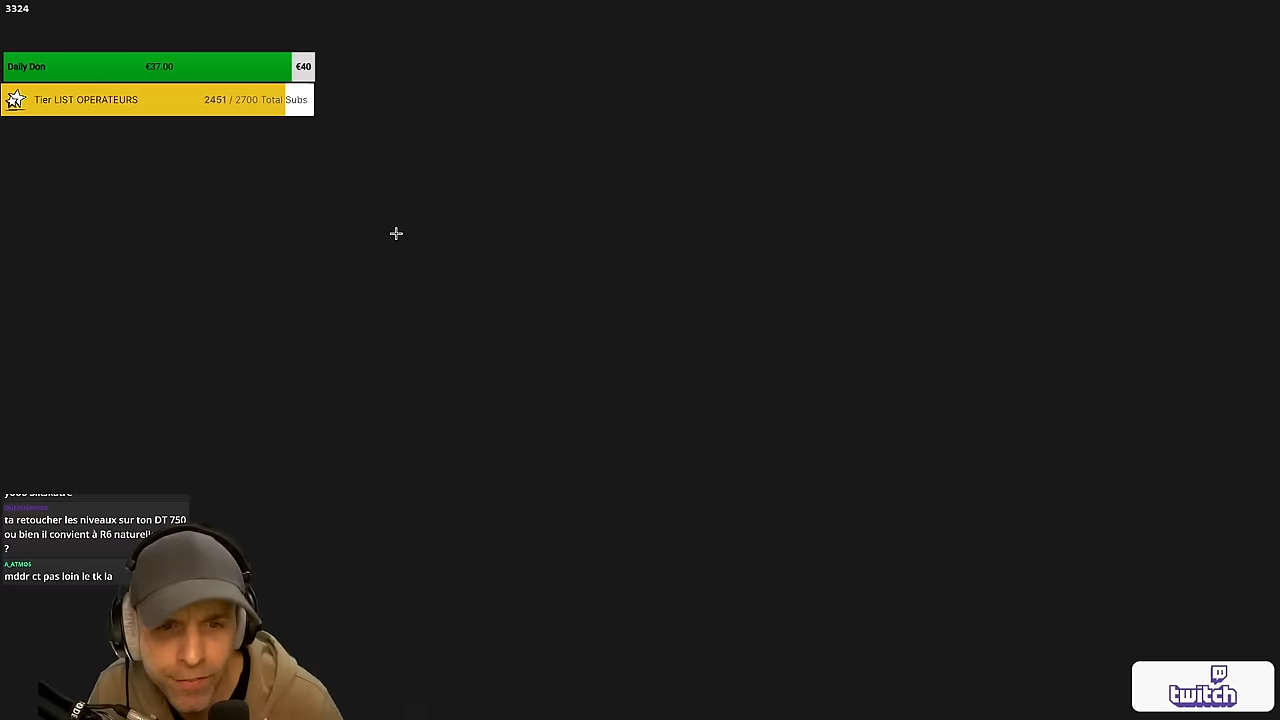 3324
Daily Don €37.00 €40
Tier LIST OPERATEURS 2451 / 2700 Total Subs
ta retoucher les niveaux sur ton DT 750
ou bien il convient à R6 naturel
?
A_ATMOS
mddr ct pas loin le tk la
twitch